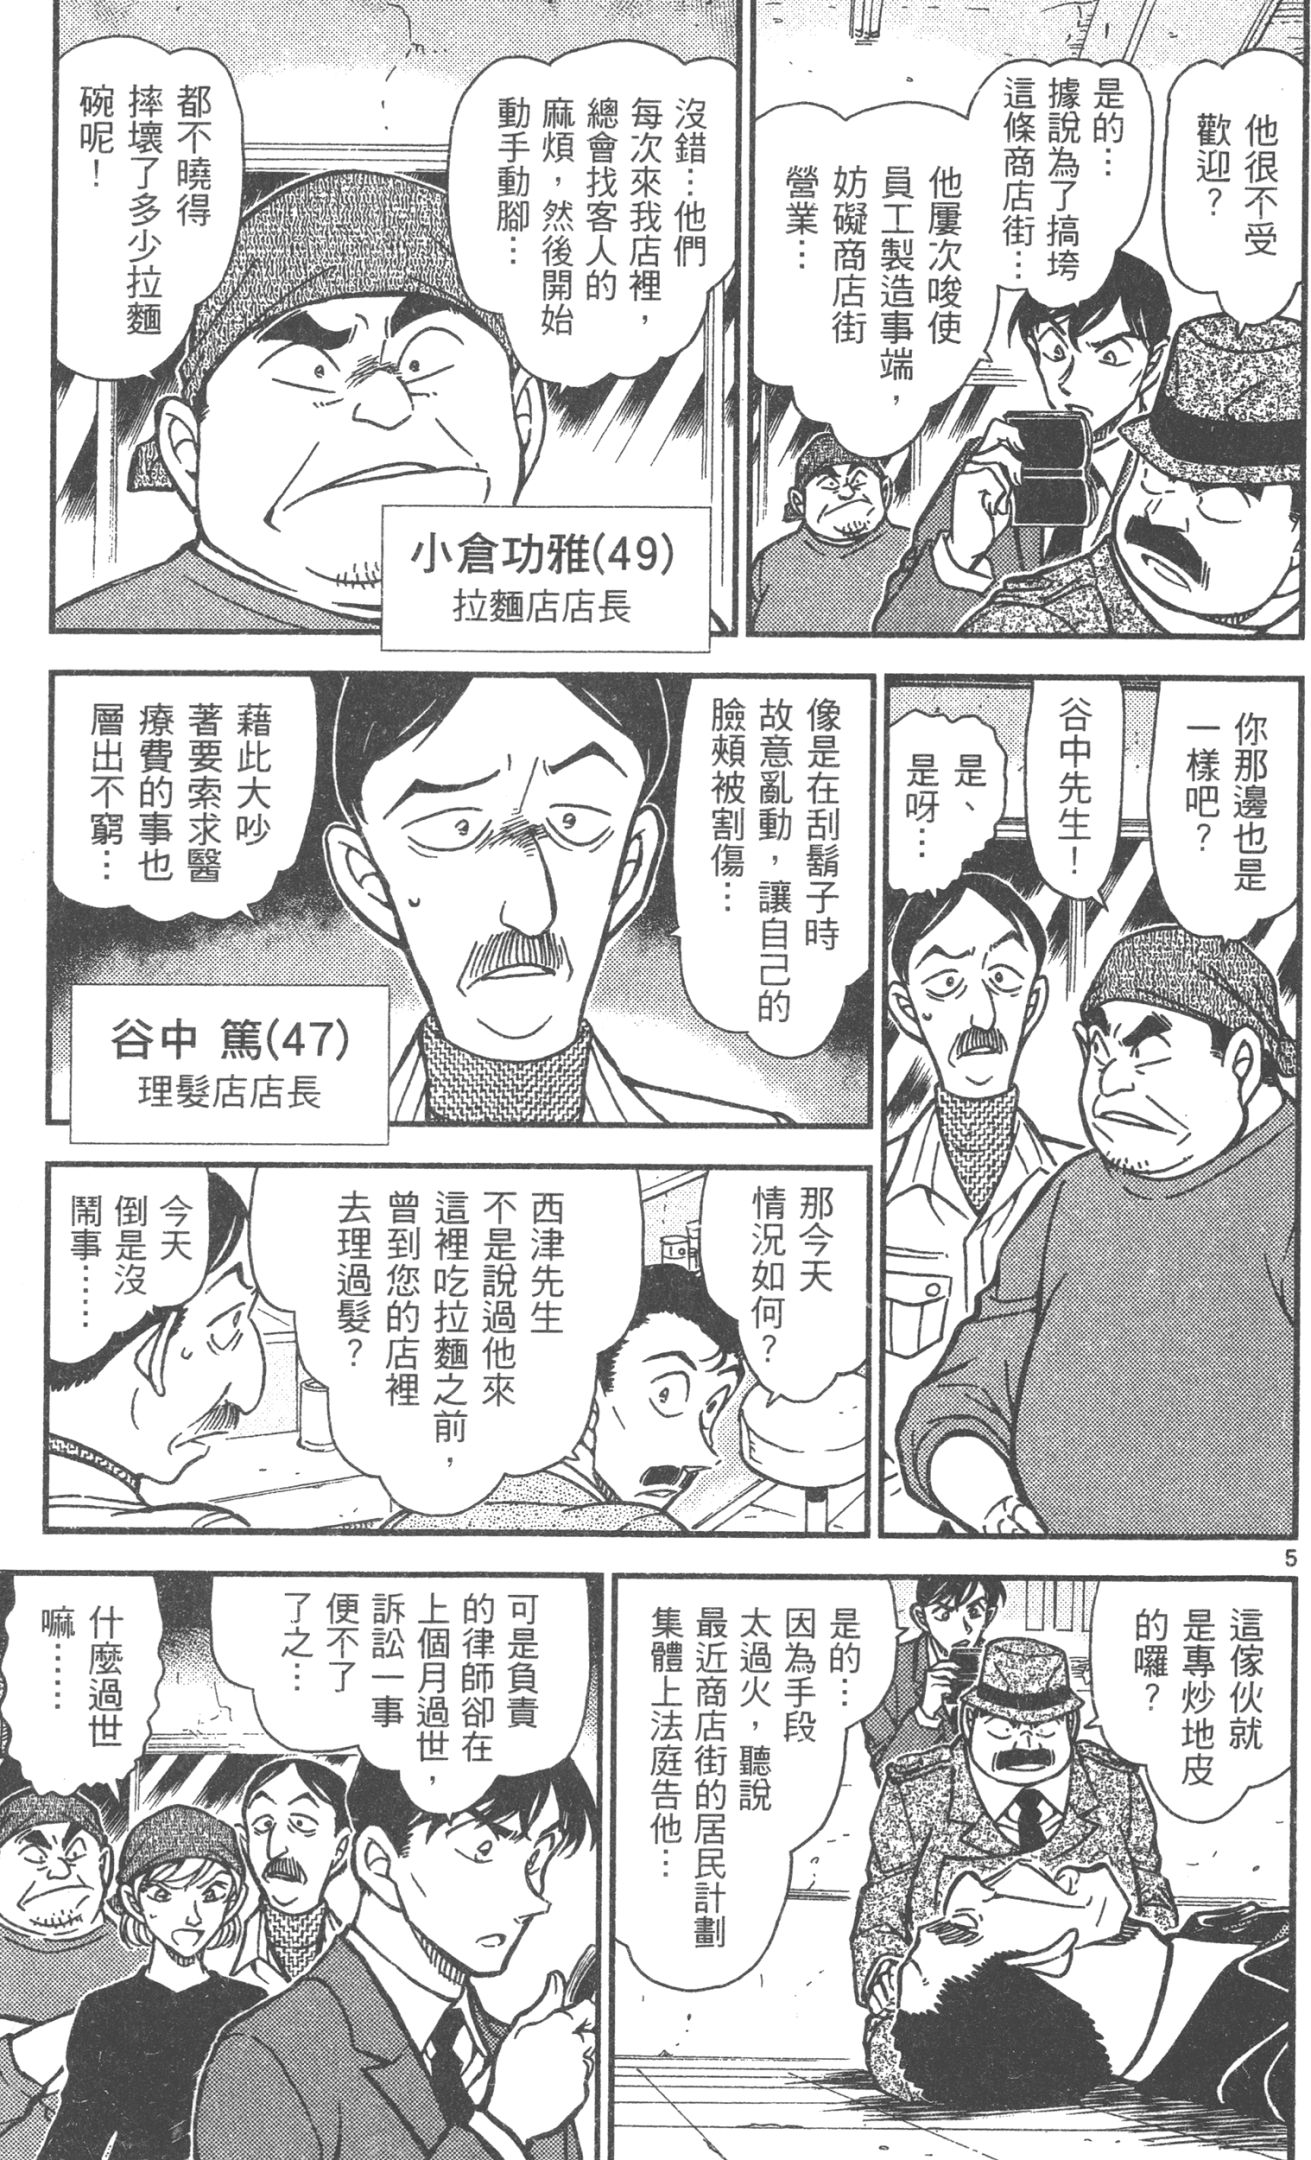 他很不受
歡迎？
是的…
據說為了搞垮
這條商店街…
他屢次唆使
員工製造事端，
妨礙商店街
營業…
沒錯…他們
每次來我店裡，
總會找客人的
麻煩，然後開始
動手動腳…
都不曉得
摔壞了多少拉麵
碗呢！
小倉功雅(49)
拉麵店店長
你那邊也是
一樣吧？
谷中先生！
是、
是呀…
像是在刮鬍子時
故意亂動，讓自己的
臉頰被割傷…
藉此大吵
著要索求醫
療費的事也
層出不窮…
谷中 篤(47)
理髮店店長
那今天
情況如何？
西津先生
不是說過他來
這裡吃拉麵之前，
曾到您的店裡
去理過髮？
今天
倒是沒
鬧事……
5
這傢伙就
是專炒地皮
的囉？
是的…
因為手段
太過火，聽說
最近商店街的居民計劃
集體上法庭告他…
可是負責
的律師卻在
上個月過世，
訴訟一事
便不了
了之…
什麼過世
嘛……